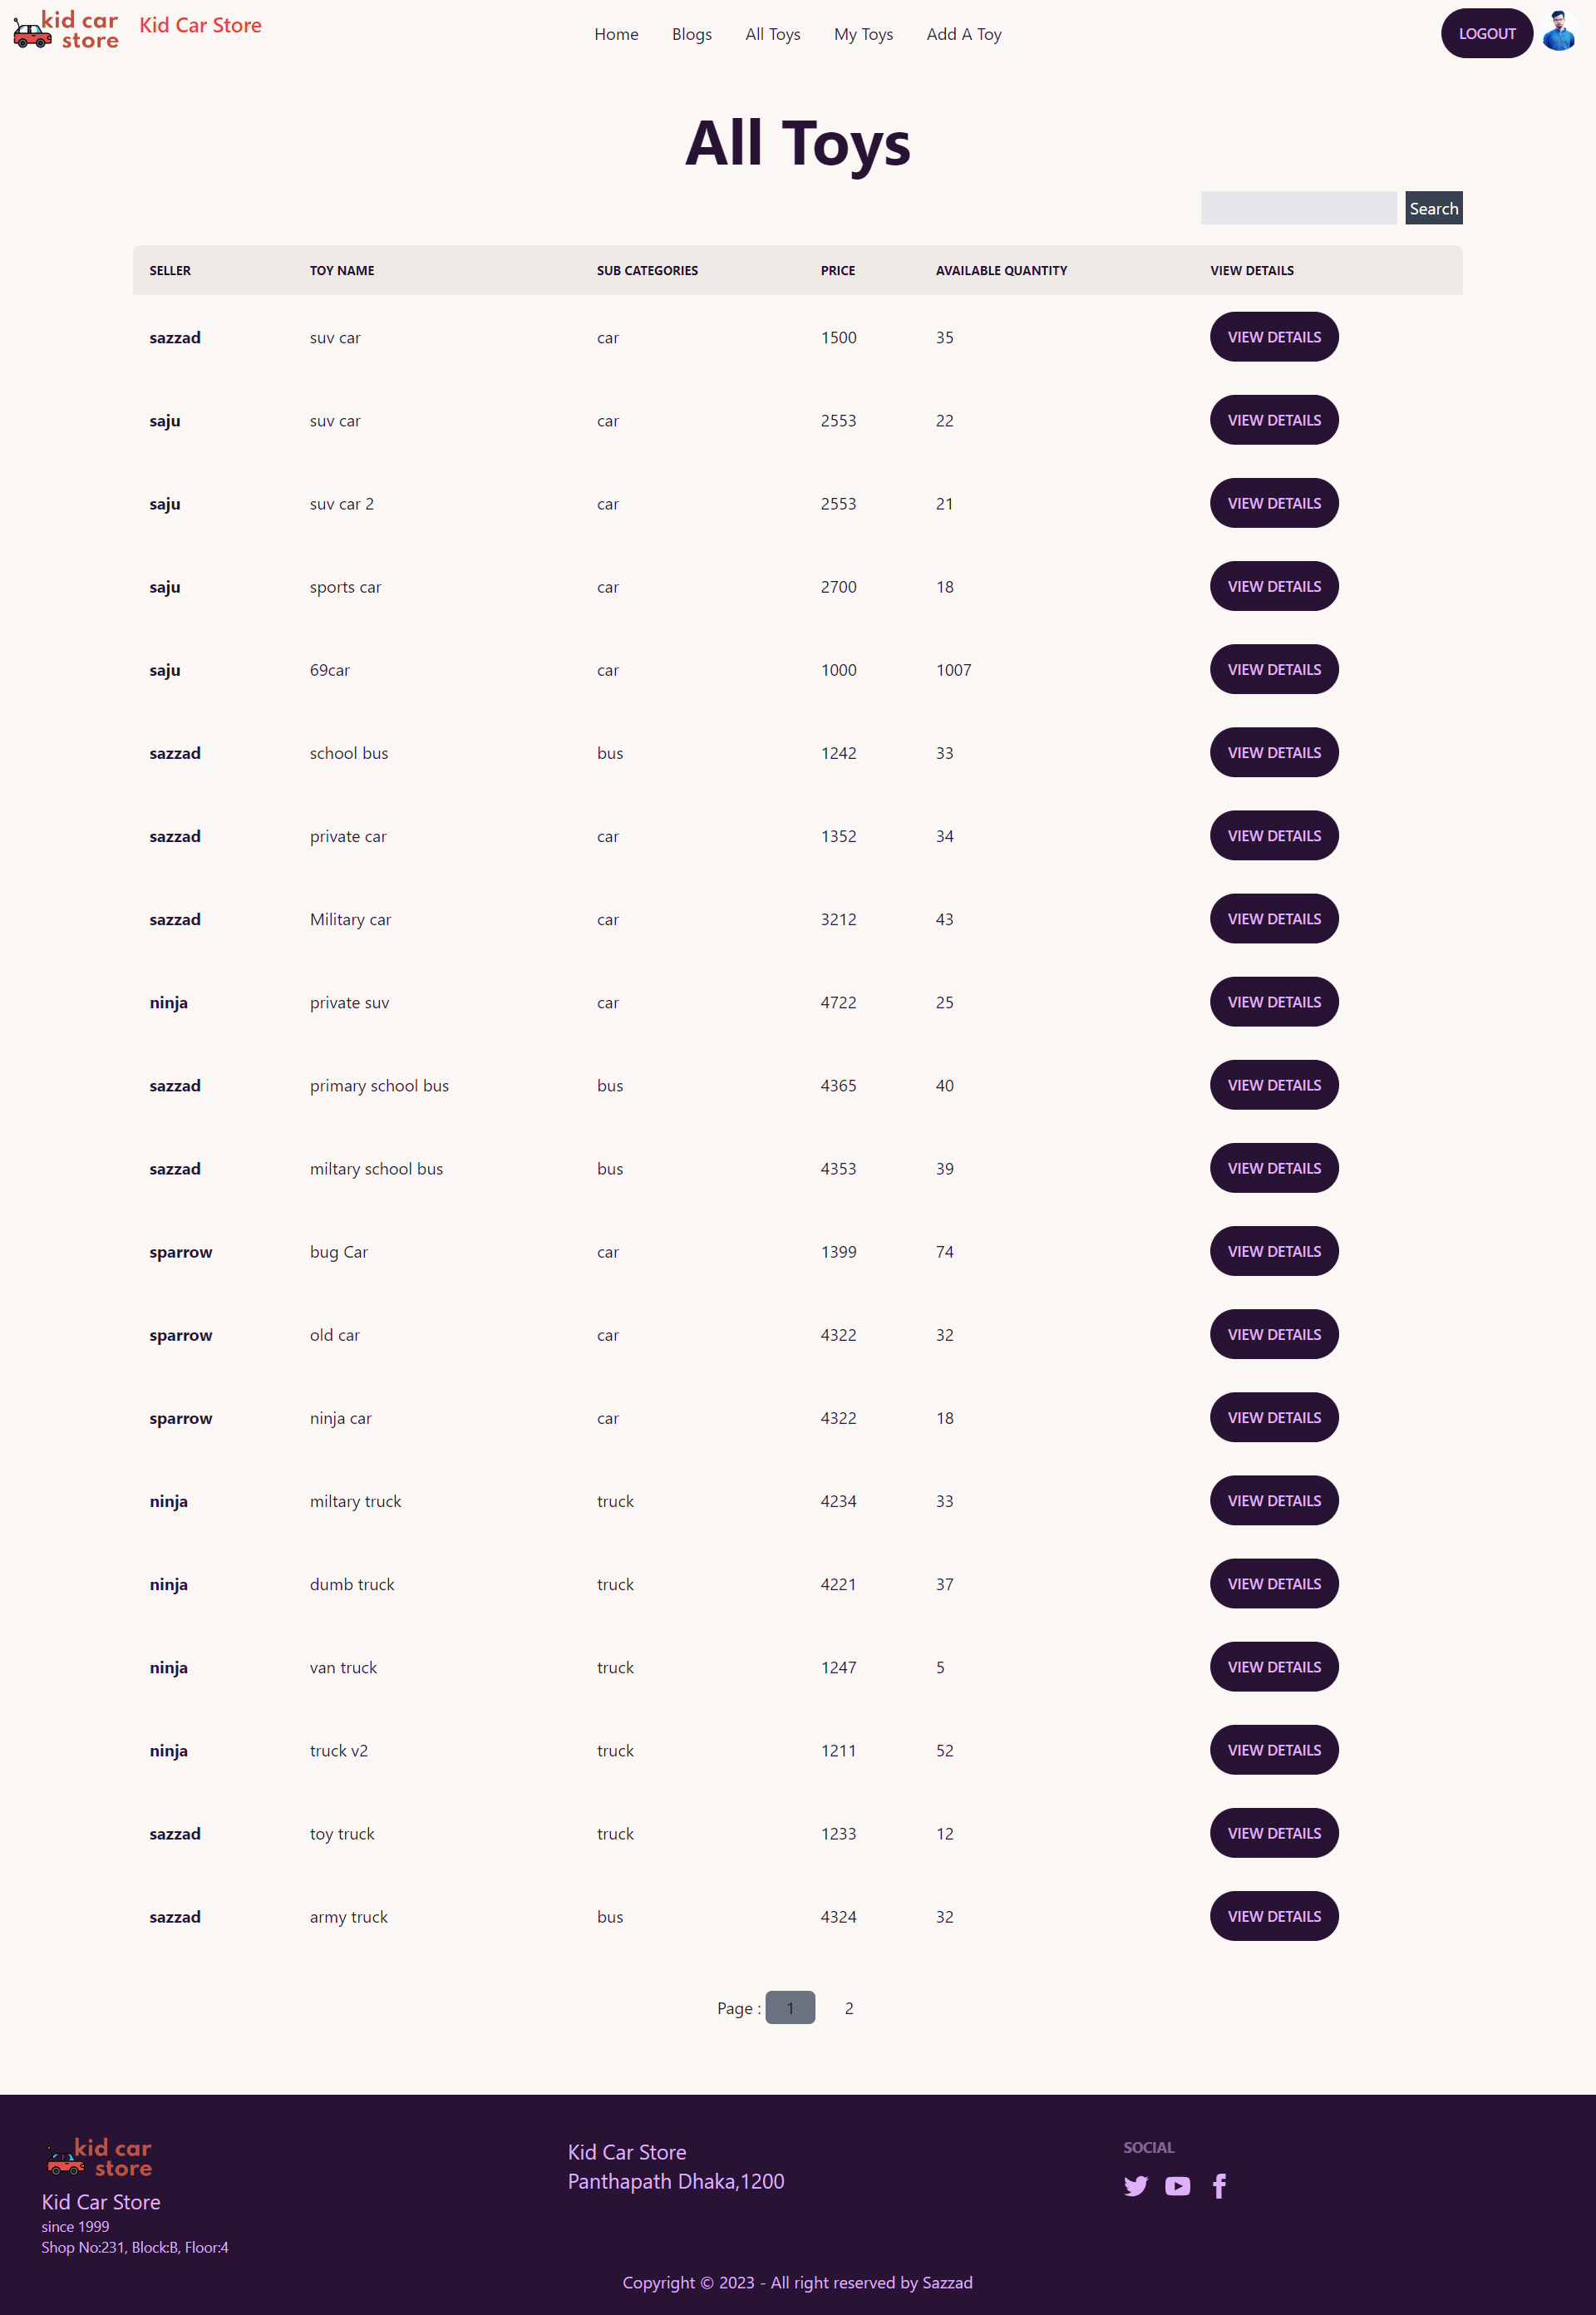 kid car
store
Kid Car Store
Home Blogs All Toys My Toys Add A Toy
LOGOUT
All Toys
Search
SELLER TOY NAME SUB CATEGORIES PRICE AVAILABLE QUANTITY VIEW DETAILS
sazzad suv car car 1500 35 VIEW DETAILS
saju suv car car 2553 22 VIEW DETAILS
saju suv car 2 car 2553 21 VIEW DETAILS
saju sports car car 2700 18 VIEW DETAILS
saju 69car car 1000 1007 VIEW DETAILS
sazzad school bus bus 1242 33 VIEW DETAILS
sazzad private car car 1352 34 VIEW DETAILS
sazzad Military car car 3212 43 VIEW DETAILS
ninja private suv car 4722 25 VIEW DETAILS
sazzad primary school bus bus 4365 40 VIEW DETAILS
sazzad miltary school bus bus 4353 39 VIEW DETAILS
sparrow bug Car car 1399 74 VIEW DETAILS
sparrow old car car 4322 32 VIEW DETAILS
sparrow ninja car car 4322 18 VIEW DETAILS
ninja miltary truck truck 4234 33 VIEW DETAILS
ninja dumb truck truck 4221 37 VIEW DETAILS
ninja van truck truck 1247 5 VIEW DETAILS
ninja truck v2 truck 1211 52 VIEW DETAILS
sazzad toy truck truck 1233 12 VIEW DETAILS
sazzad army truck bus 4324 32 VIEW DETAILS
Page : 1 2
kid car
store
Kid Car Store
since 1999
Shop No:231, Block:B, Floor:4
Kid Car Store
Panthapath Dhaka,1200
SOCIAL
Copyright © 2023 - All right reserved by Sazzad